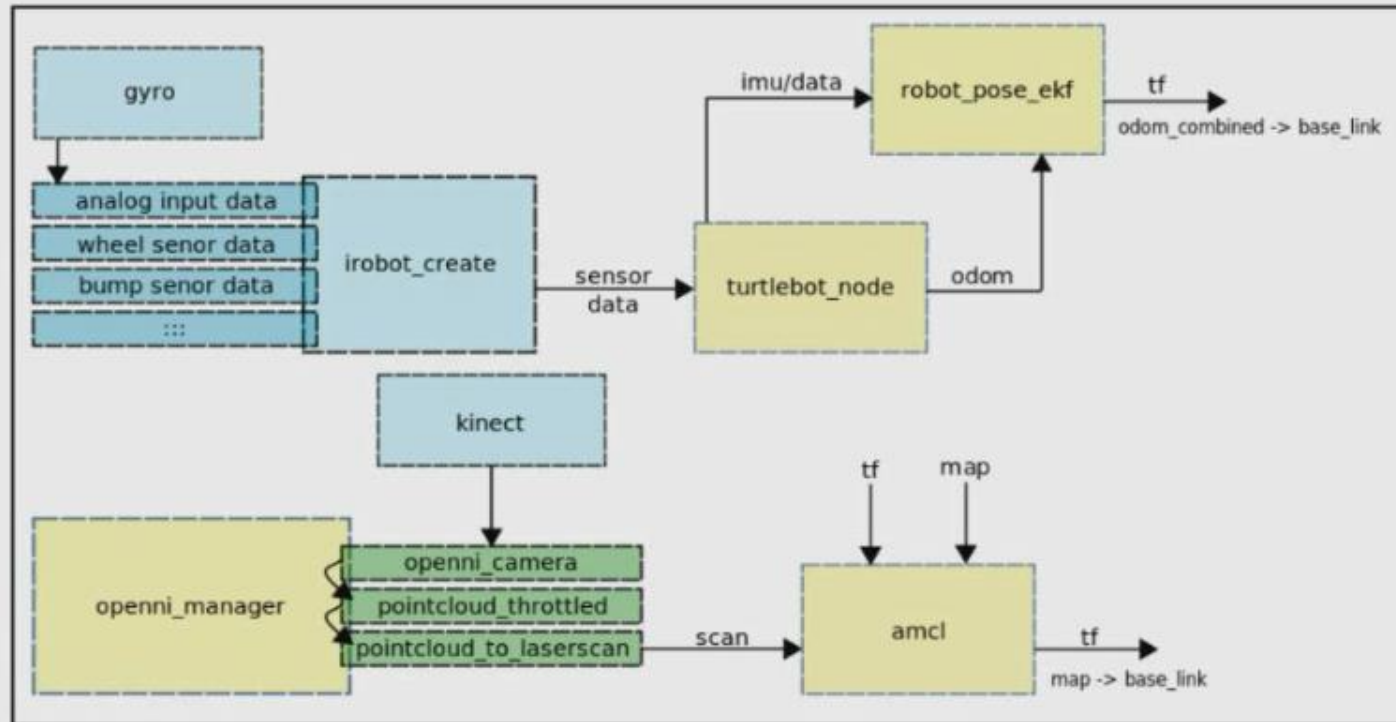 gyro
analog input data
wheel senor data
bump senor data
:::
irobot_create
sensor
data
turtlebot_node
imu/data
odom
robot_pose_ekf
tf
odom_combined -> base_link
kinect
openni_manager
openni_camera
pointcloud_throttled
pointcloud_to_laserscan
scan
tf
map
amcl
tf
map -> base_link